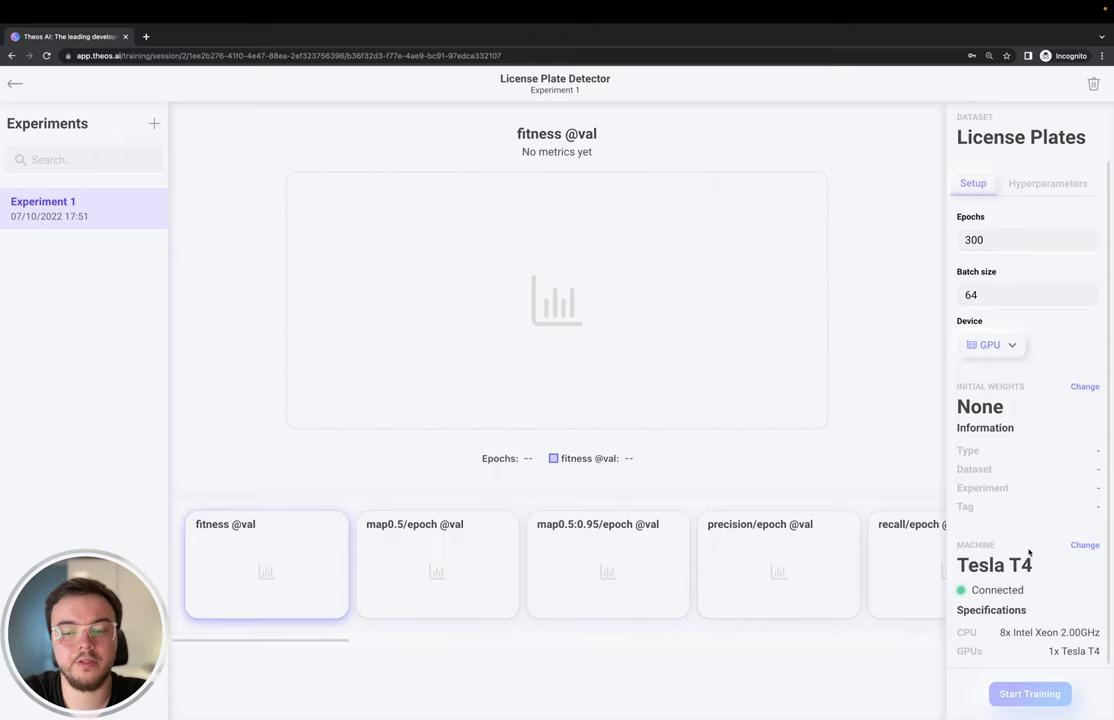 Theos AI: The leading develop
app.theos.ai/training/session/2/1ee2b276-41f0-4e47-88ea-2ef323756396/b36f32d3-f77e-4ae9-bc91-97edca332107
Incognito
License Plate Detector
Experiment 1
Experiments
Search...
Experiment 1
07/10/2022 17:51
fitness @val
No metrics yet
Epochs: -- fitness @val: --
fitness @val
map0.5/epoch @val
map0.5:0.95/epoch @val
precision/epoch @val
recall/epoch @
DATASET
License Plates
Setup Hyperparameters
Epochs
300
Batch size
64
Device
GPU
INITIAL WEIGHTS Change
None
Information
Type -
Dataset -
Experiment -
Tag -
MACHINE Change
Tesla T4
Connected
Specifications
CPU 8x Intel Xeon 2.00GHz
GPUs 1x Tesla T4
Start Training